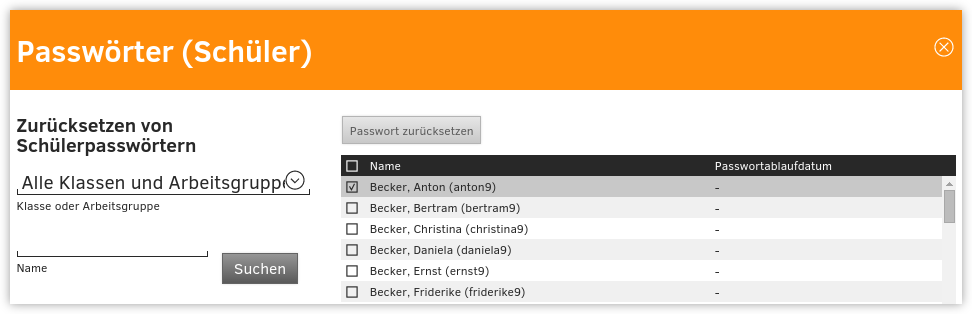 Passwörter (Schüler)
Zurücksetzen von
Schülerpasswörtern
Alle Klassen und Arbeitsgruppe
Klasse oder Arbeitsgruppe
Name
Suchen
Passwort zurücksetzen
Name Passwortablaufdatum
Becker, Anton (anton9) -
Becker, Bertram (bertram9) -
Becker, Christina (christina9) -
Becker, Daniela (daniela9) -
Becker, Ernst (ernst9) -
Becker, Friderike (friderike9) -